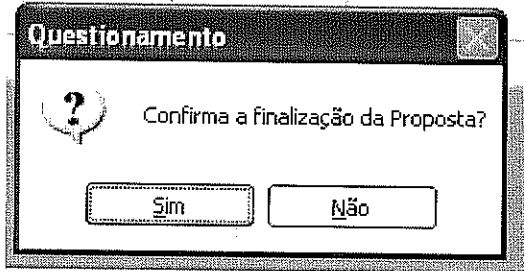 Questionamento
?
Confirma a finalização da Proposta?
Sim
Não